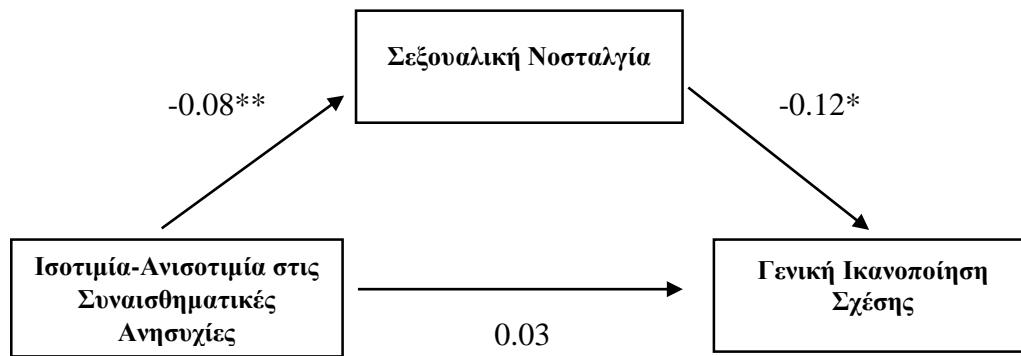 Σεξουαλική Νοσταλγία
-0.08**
-0.12*
Ισοτιμία-Ανισοτιμία στις
Συναισθηματικές
Ανησυχίες
Γενική Ικανοποίηση
Σχέσης
0.03